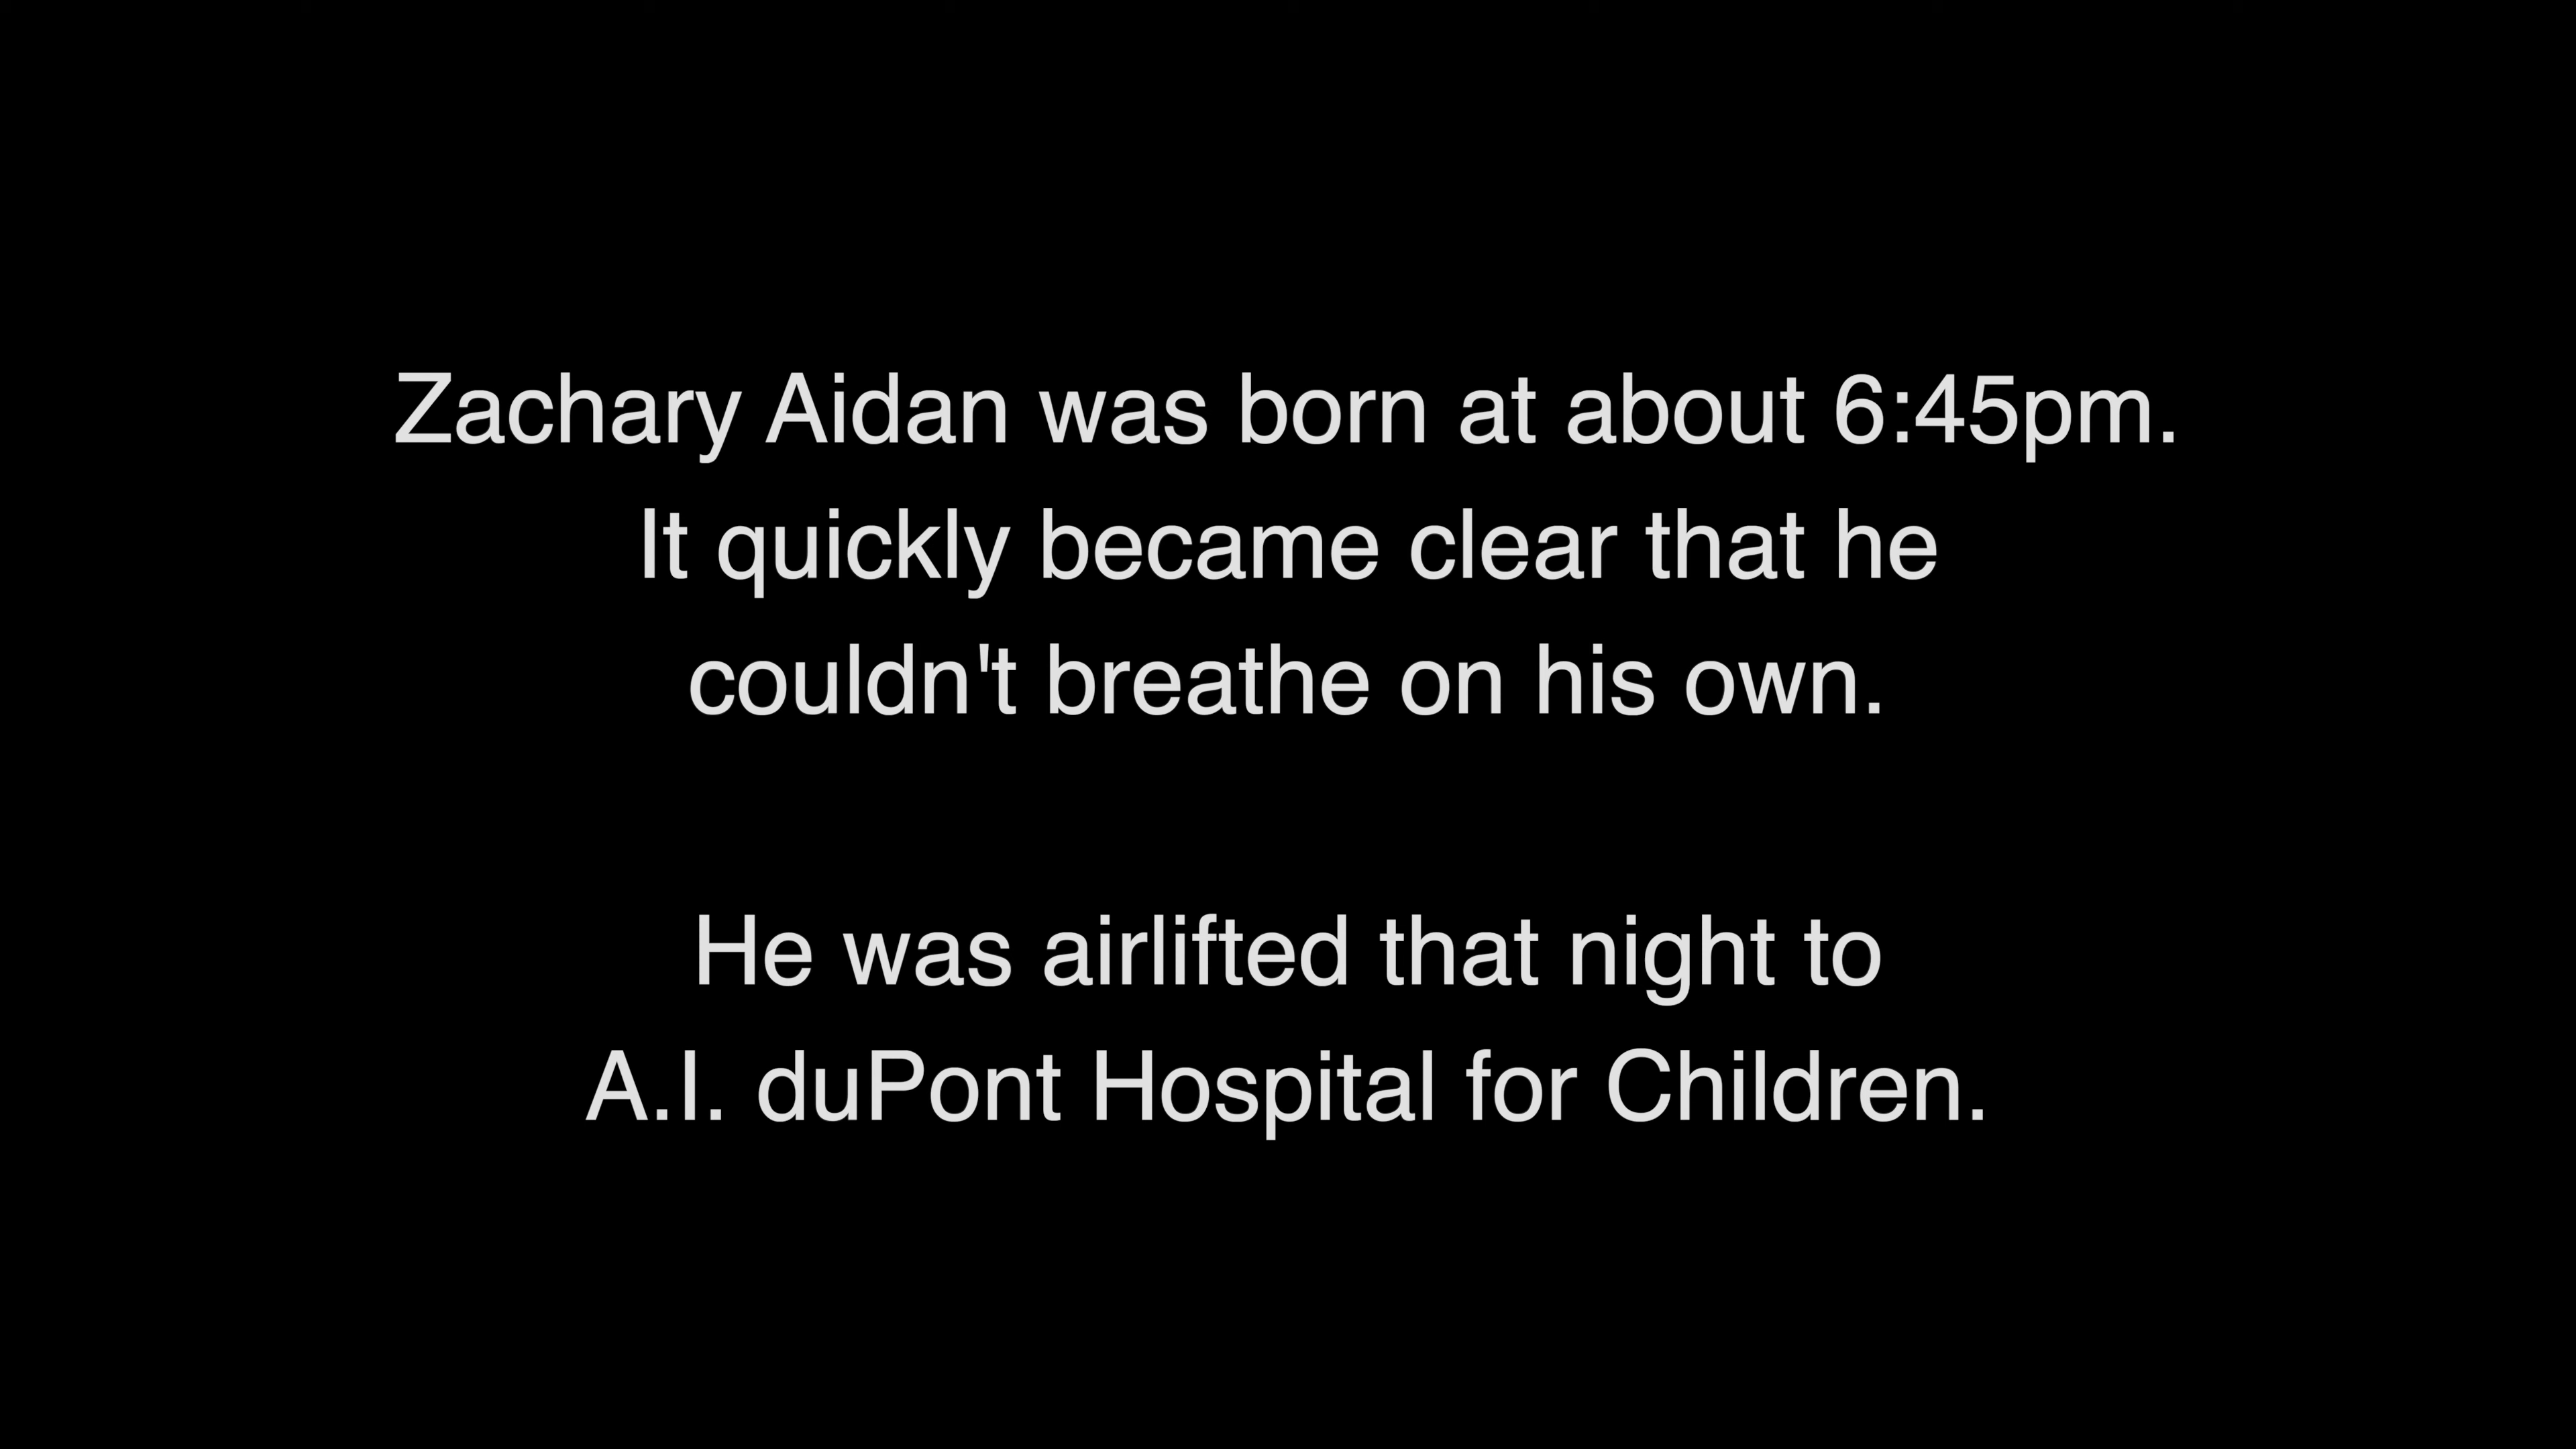 Zachary Aidan was born at about 6:45pm.
It quickly became clear that he
couldn't breathe on his own.
He was airlifted that night to
A.I. duPont Hospital for Children.